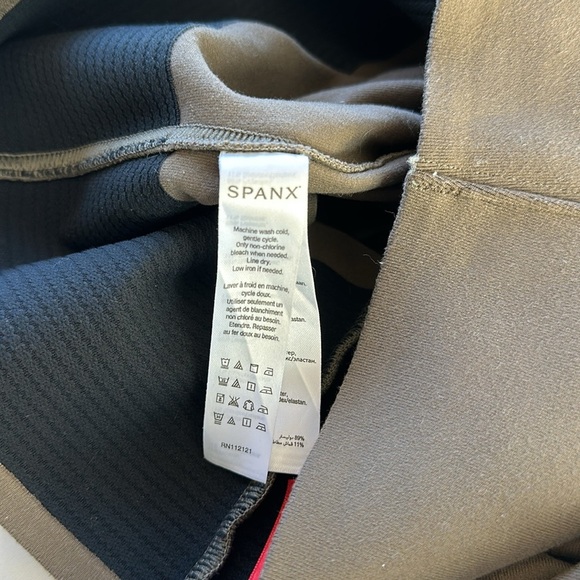 SPANX
Machine wash cold,
gentle cycle.
Only non-chlorine
bleach when needed.
Line dry.
Low iron if needed.
Laver à froid en machine,
cycle doux.
Utiliser seulement un
agent de blanchiment
non chloré au besoin.
Étendre. Repasser
au fer doux au besoin.
RN112121
89%
11%